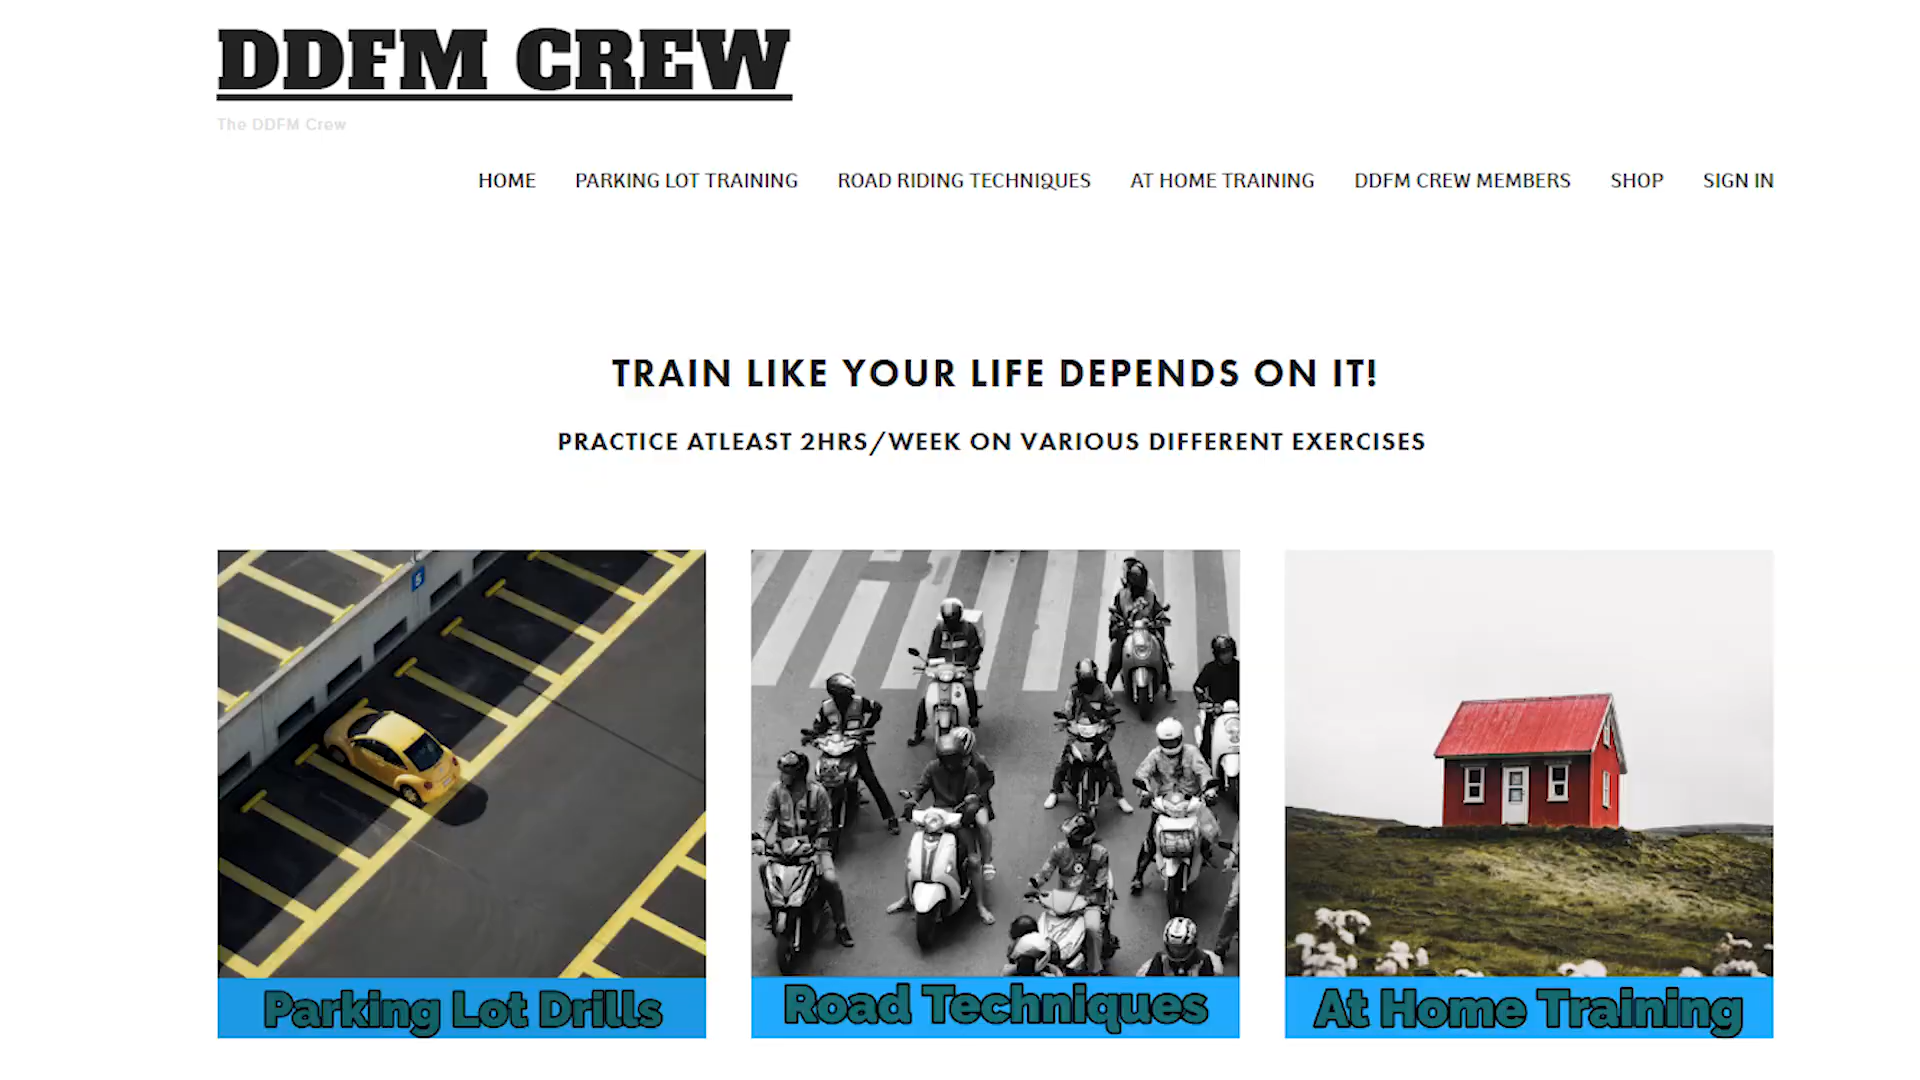 DDFM CREW
The DDFM Crew
HOME PARKING LOT TRAINING ROAD RIDING TECHNIQUES AT HOME TRAINING DDFM CREW MEMBERS SHOP SIGN IN
TRAIN LIKE YOUR LIFE DEPENDS ON IT!
PRACTICE ATLEAST 2HRS/WEEK ON VARIOUS DIFFERENT EXERCISES
5
Parking Lot Drills
Road Techniques
At Home Training